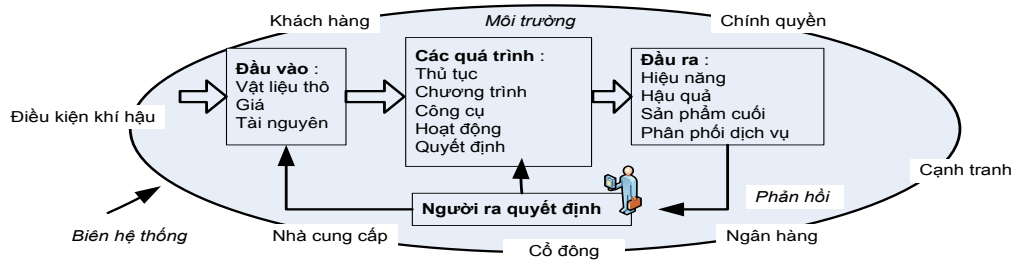 Khách hàng
Môi trường
Chính quyền
Đầu vào :
Vật liệu thô
Giá
Tài nguyên
Các quá trình :
Thủ tục
Chương trình
Công cụ
Hoạt động
Quyết định
Đầu ra :
Hiệu năng
Hậu quả
Sản phẩm cuối
Phân phối dịch vụ
Điều kiện khí hậu
Cạnh tranh
Người ra quyết định
Phản hồi
Biên hệ thống
Nhà cung cấp
Cổ đông
Ngân hàng